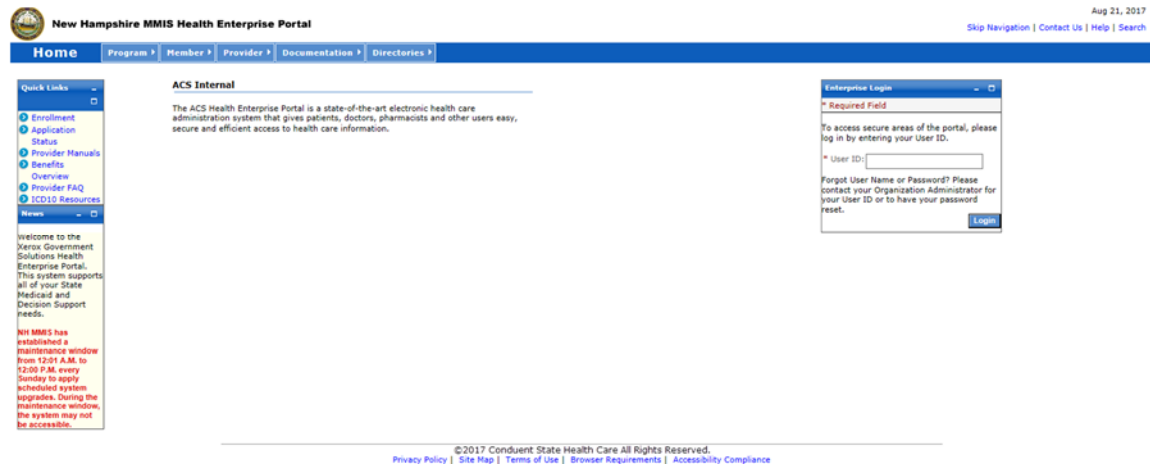 Aug 21, 2017
New Hampshire MMIS Health Enterprise Portal
Skip Navigation | Contact Us | Help | Search
Home Program Member Provider Documentation Directories
Quick Links
Enrollment
Application
Status
Provider Manuals
Benefits
Overview
Provider FAQ
ICD10 Resources
News
Welcome to the
Xerox Government
Solutions Health
Enterprise Portal.
This system supports
all of your State
Medicaid and
Decision Support
needs.
NH MMIS has
established a
maintenance window
from 12:01 A.M. to
12:00 P.M. every
Sunday to apply
scheduled system
upgrades. During the
maintenance window,
the system may not
be accessible.
ACS Internal
The ACS Health Enterprise Portal is a state-of-the-art electronic health care
administration system that gives patients, doctors, pharmacists and other users easy,
secure and efficient access to health care information.
Enterprise Login
* Required Field
To access secure areas of the portal, please
log in by entering your User ID.
* User ID:
Forgot User Name or Password? Please
contact your Organization Administrator for
your User ID or to have your password
reset.
Login
©2017 Conduent State Health Care All Rights Reserved.
Privacy Policy | Site Map | Terms of Use | Browser Requirements | Accessibility Compliance